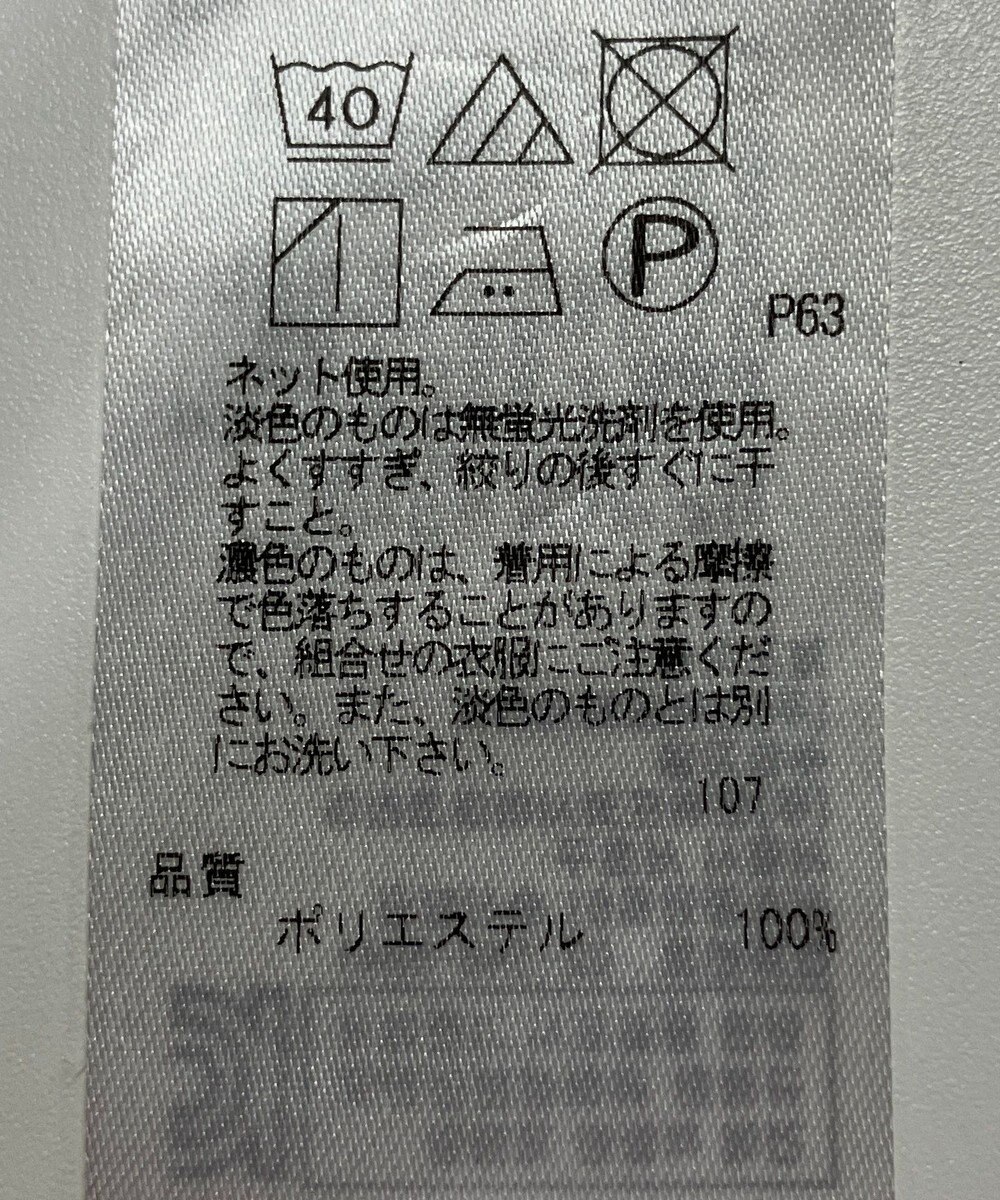 40
P
P63
ネット使用。
淡色のものは無蛍光洗剤を使用。
よくすすぎ、絞りの後すぐに干
すこと。
濃色のものは、着用による摩擦
で色落ちすることがありますの
で、組合せの衣服にご注意くだ
さい。また、淡色のものとは別
にお洗い下さい。
107
品質
ポリエステル 100%